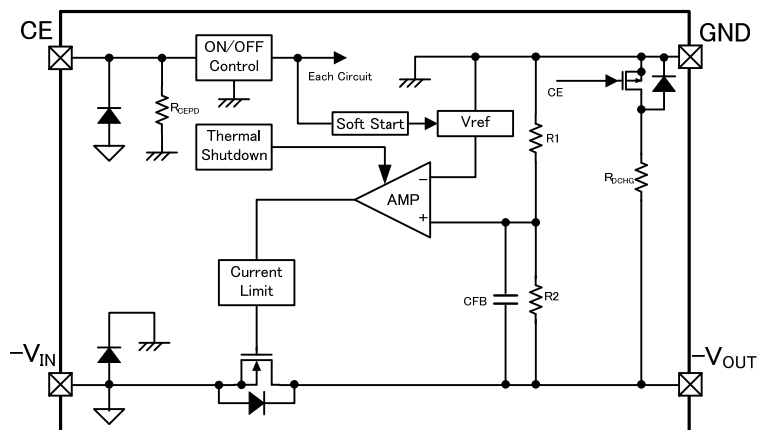 CE
GND
ON/OFF
Control
Each Circuit
CE
R_CEPD
Soft Start
Vref
R1
Thermal
Shutdown
−
AMP
+
R_DCHG
Current
Limit
CFB
R2
−V_IN
−V_OUT